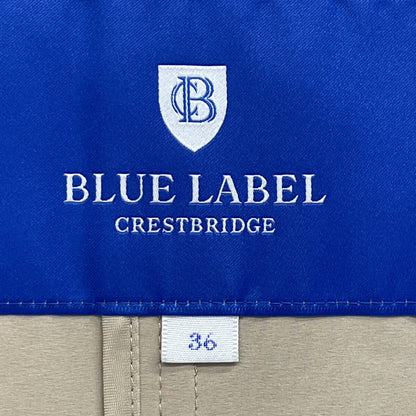 CB
BLUE LABEL
CRESTBRIDGE
36